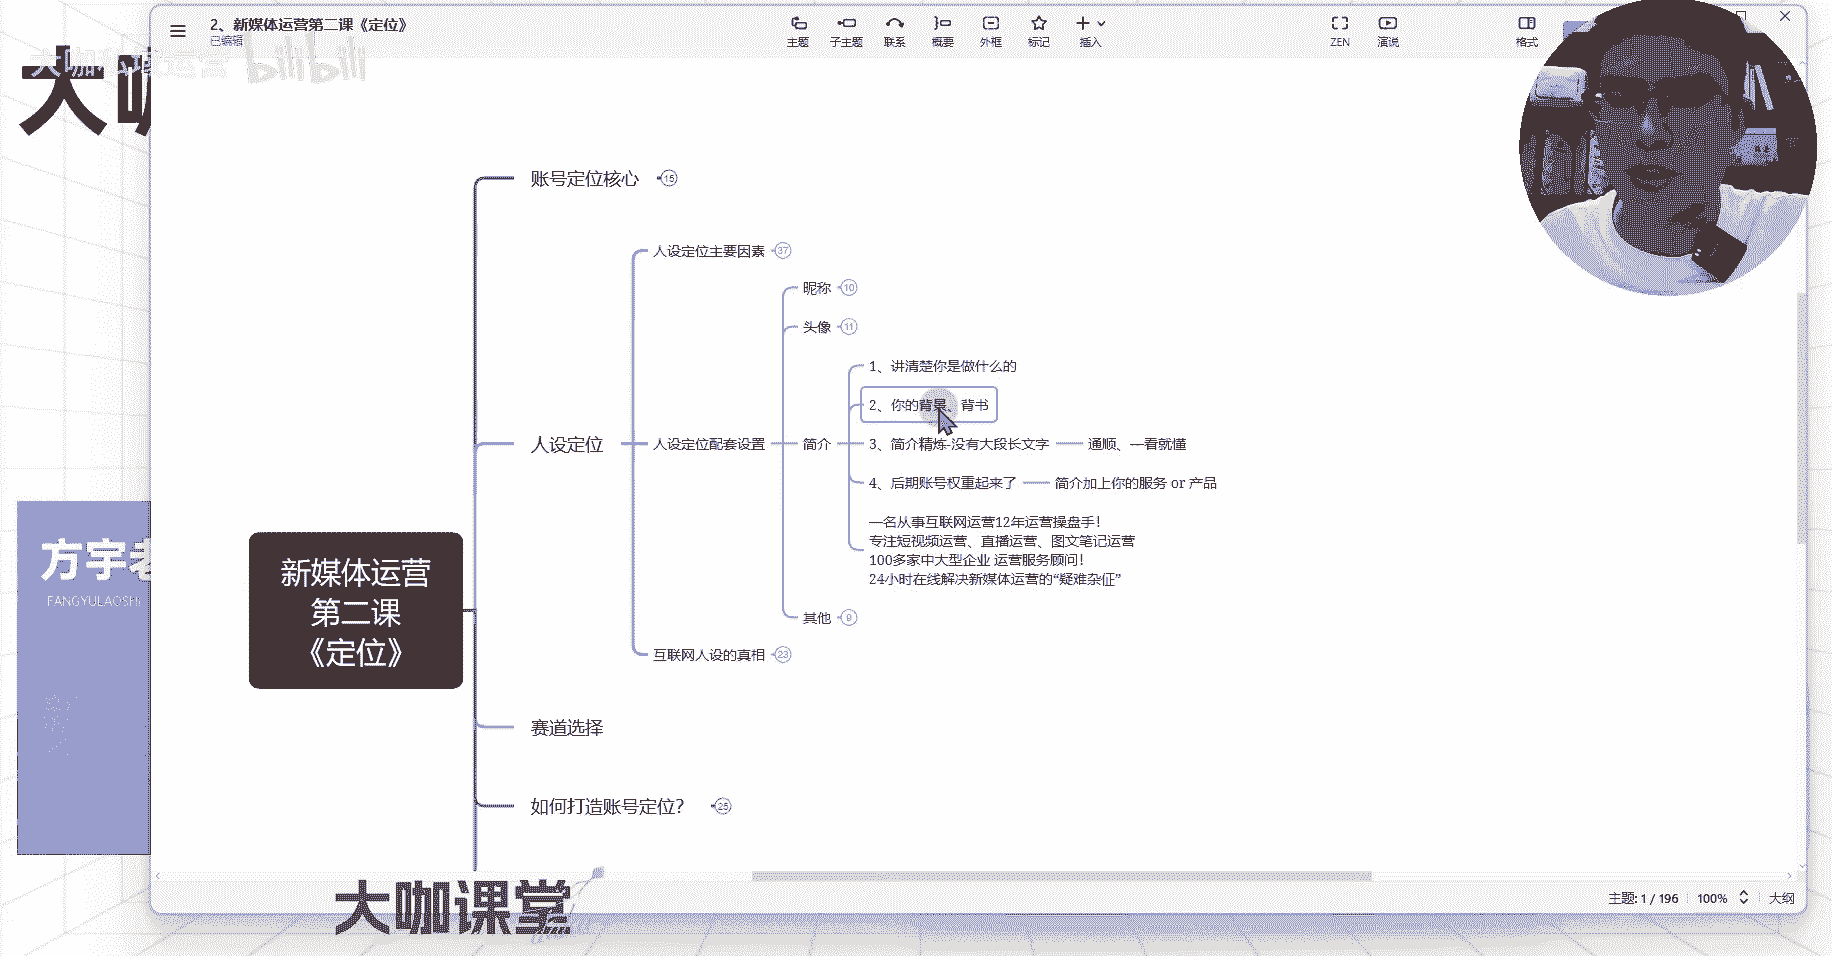 2、新媒体运营第二课《定位》
已编辑
主题
子主题
联系
概要
外框
标记
插入
ZEN
演说
格式
大咖私域运营 bilibili
大咖
账号定位核心 15
人设定位主要因素 37
昵称 10
头像 11
1、讲清楚你是做什么的
2、你的背景、背书
人设定位
人设定位配套设置
简介
3、简介精炼-没有大段长文字
通顺、一看就懂
4、后期账号权重起来了
简介加上你的服务 or 产品
一名从事互联网运营12年运营操盘手！
专注短视频运营、直播运营、图文笔记运营
100多家中大型企业 运营服务顾问！
24小时在线解决新媒体运营的“疑难杂征”
其他 9
互联网人设的真相 23
新媒体运营
第二课
《定位》
方宇老
FANGYULAOSHI
赛道选择
如何打造账号定位？ 25
大咖课堂
主题: 1 / 196
100%
大纲